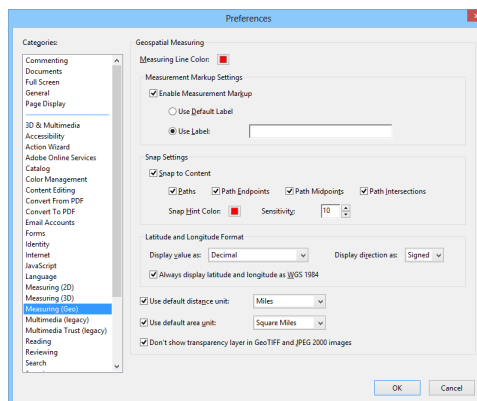 Preferences
Categories:
Commenting
Documents
Full Screen
General
Page Display
3D & Multimedia
Accessibility
Action Wizard
Adobe Online Services
Catalog
Color Management
Content Editing
Convert From PDF
Convert To PDF
Email Accounts
Forms
Identity
Internet
JavaScript
Language
Measuring (2D)
Measuring (3D)
Measuring (Geo)
Multimedia (legacy)
Multimedia Trust (legacy)
Reading
Reviewing
Search
Geospatial Measuring
Measuring Line Color:
Measurement Markup Settings
Enable Measurement Markup
Use Default Label
Use Label:
Snap Settings
Snap to Content
Paths Path Endpoints Path Midpoints Path Intersections
Snap Hint Color: Sensitivity: 10
Latitude and Longitude Format
Display value as: Decimal Display direction as: Signed
Always display latitude and longitude as WGS 1984
Use default distance unit: Miles
Use default area unit: Square Miles
Don't show transparency layer in GeoTIFF and JPEG 2000 images
OK Cancel